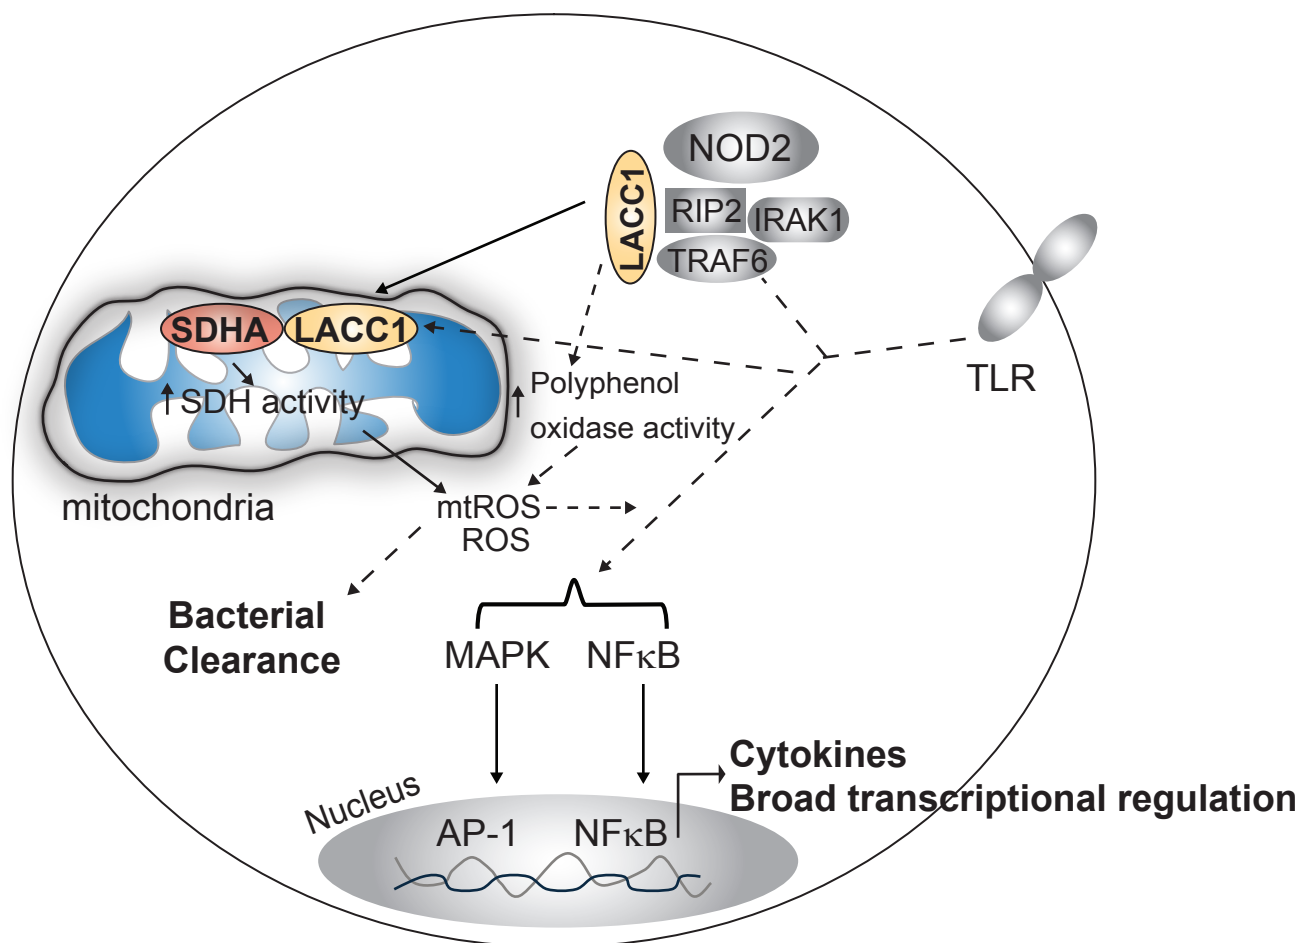 NOD2
LACC1
RIP2
IRAK1
TRAF6
TLR
SDHA
LACC1
SDH activity
mitochondria
Polyphenol
oxidase activity
mtROS
ROS
Bacterial
Clearance
MAPK
NFκB
Nucleus
AP-1
NFκB
Cytokines
Broad transcriptional regulation